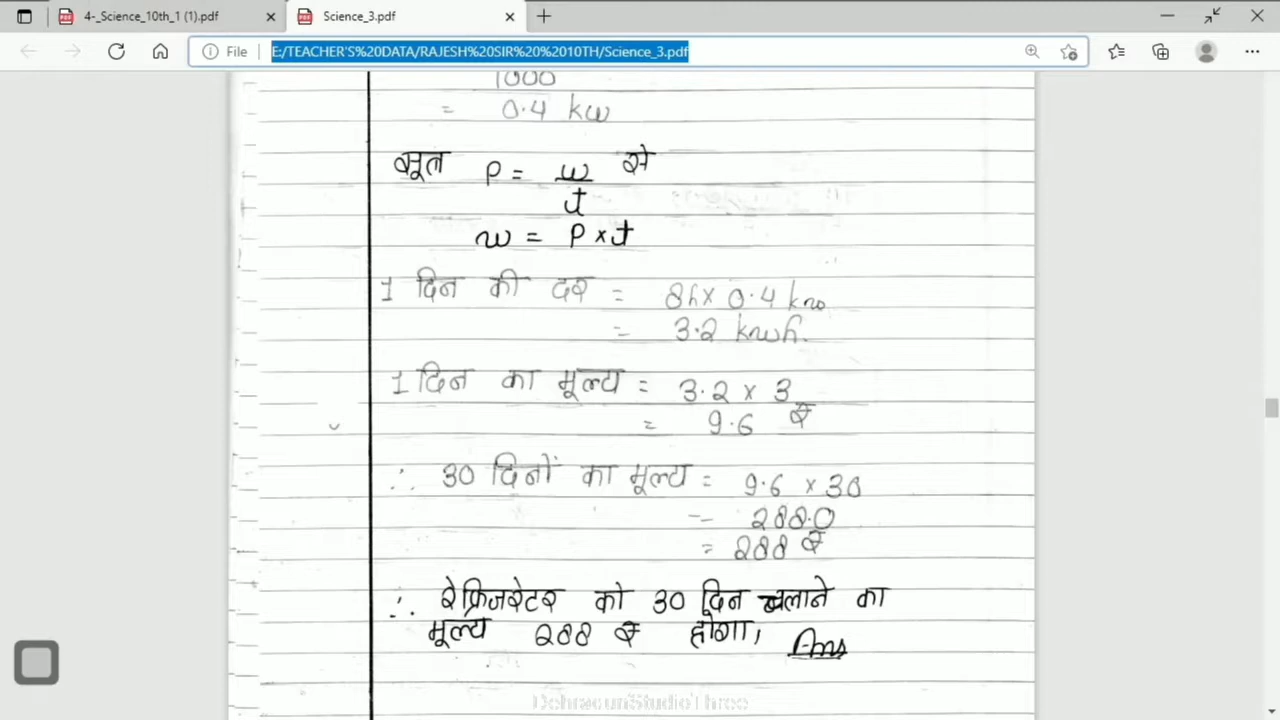 4-_Science_10th_1 (1).pdf
Science_3.pdf
File
E:/TEACHER'S%20DATA/RAJESH%20SIR%20%2010TH/Science_3.pdf
1000
= 0.4 kw
सूत्र P = w/t से
w = P × t
1 दिन की दर = 8h × 0.4 kw
= 3.2 kwh.
1 दिन का मूल्य = 3.2 × 3
= 9.6 रु
∴ 30 दिनों का मूल्य = 9.6 × 30
= 288.0
= 288 रु
∴ रेफ्रिजरेटर को 30 दिन चलाने का
मूल्य 288 रु होगा, Ans
DehradunStudioThree